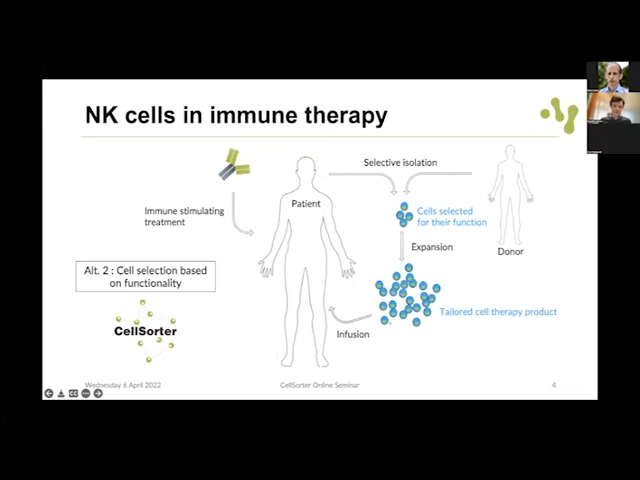 NK cells in immune therapy
Selective isolation
Patient
Immune stimulating
treatment
Cells selected
for their function
Expansion
Donor
Alt. 2 : Cell selection based
on functionality
CellSorter
Tailored cell therapy product
Infusion
Wednesday 6 April 2022
CellSorter Online Seminar
4